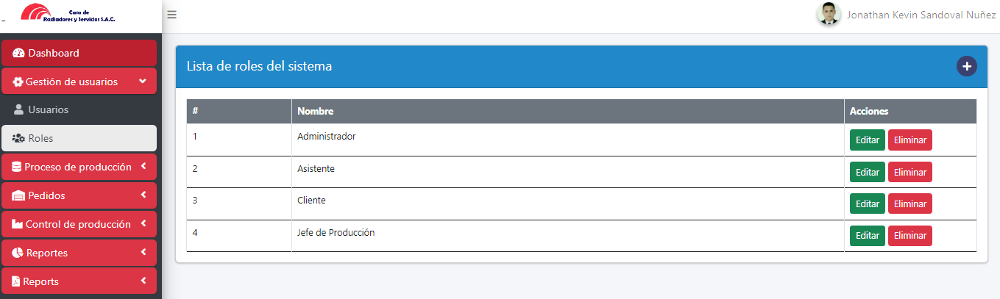 Casa de
Radiadores y Servicios S.A.C.
Jonathan Kevin Sandoval Nuñez
Dashboard
Gestión de usuarios
Usuarios
Roles
Proceso de producción
Pedidos
Control de producción
Reportes
Reports
Lista de roles del sistema
# Nombre Acciones
1 Administrador Editar Eliminar
2 Asistente Editar Eliminar
3 Cliente Editar Eliminar
4 Jefe de Producción Editar Eliminar